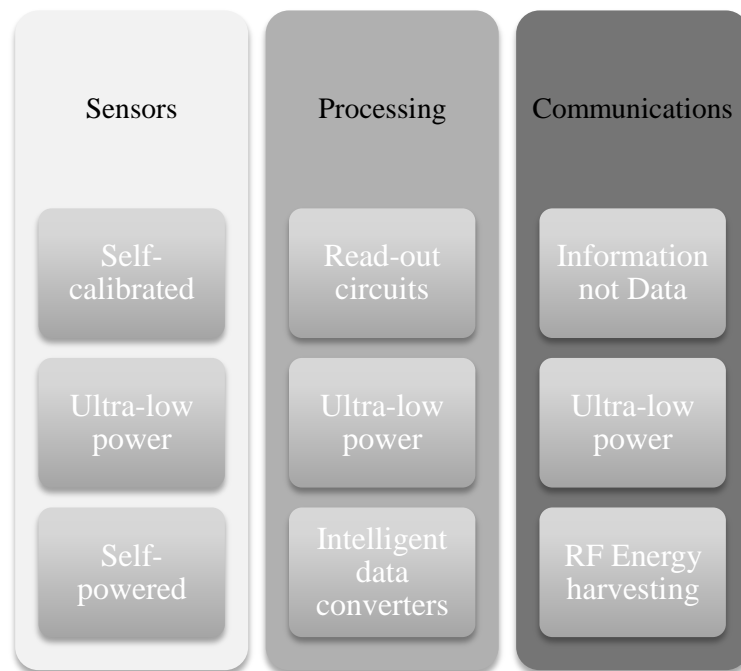 Sensors
Self-
calibrated
Ultra-low
power
Self-
powered
Processing
Read-out
circuits
Ultra-low
power
Intelligent
data
converters
Communications
Information
not Data
Ultra-low
power
RF Energy
harvesting